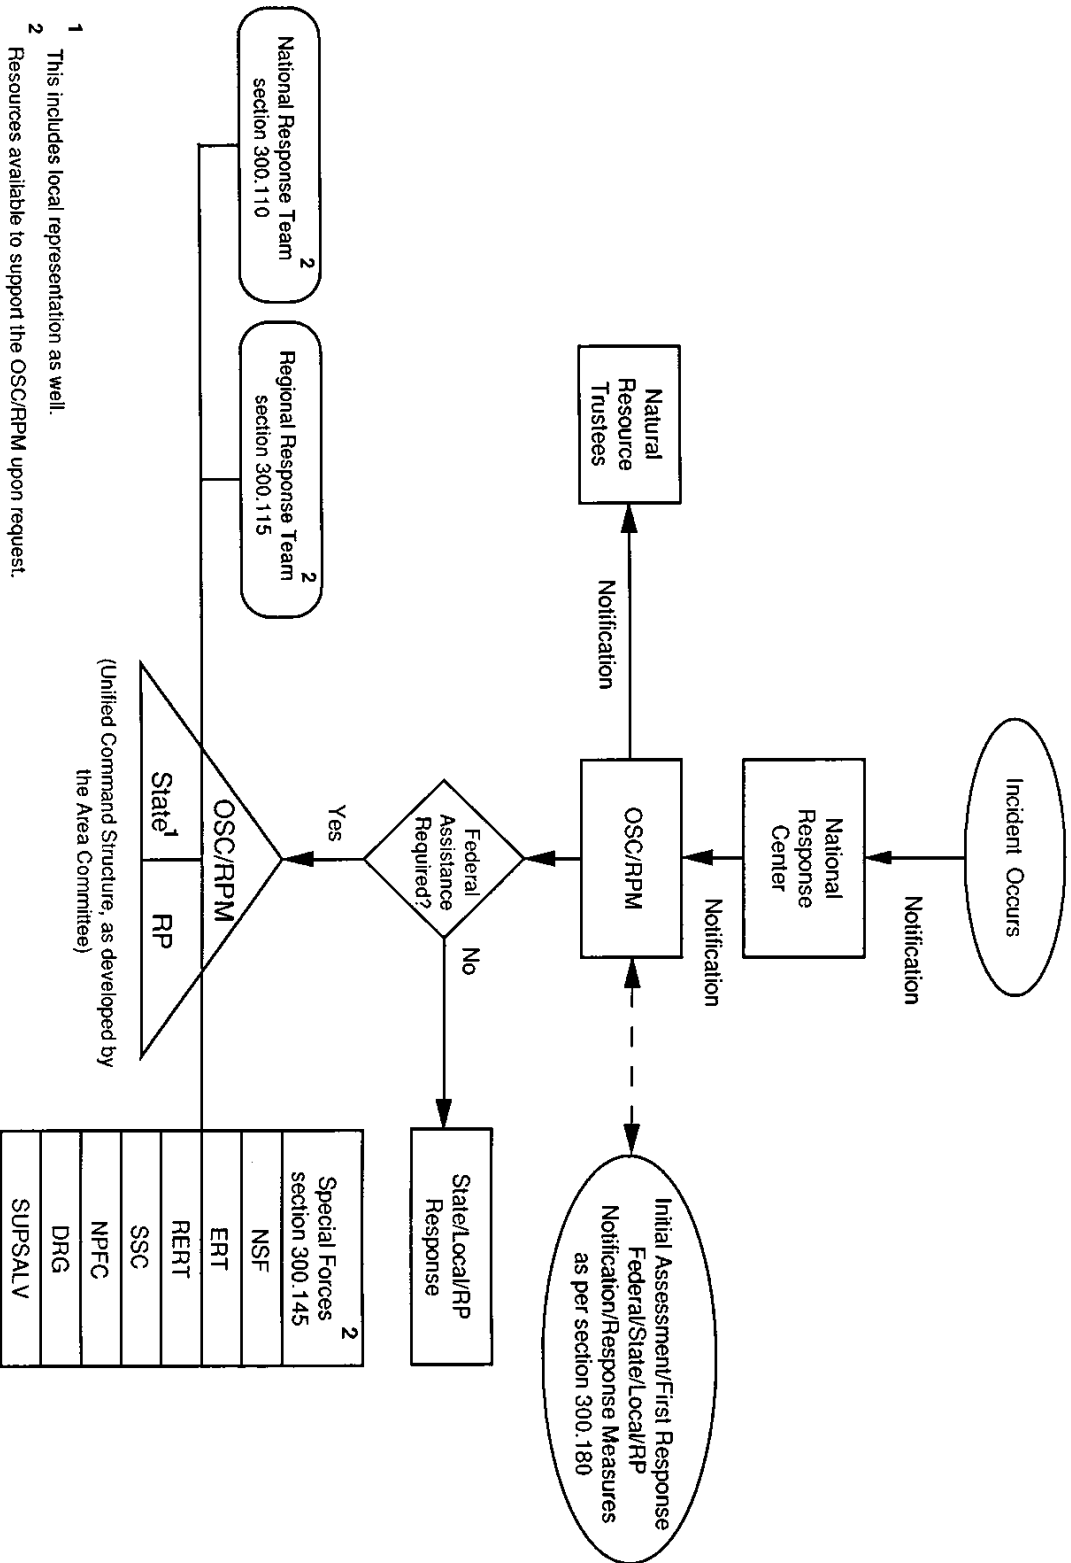 Incident Occurs
Notification
National
Response
Center
Notification
Natural
Resource
Trustees
Notification
OSC/RPM
Initial Assessment/First Response
Federal/State/Local/RP
Notification/Response Measures
as per section 300.180
Federal
Assistance
Required?
No
State/Local/RP
Response
Yes
National Response Team 2
section 300.110
Regional Response Team 2
section 300.115
OSC/RPM
State1
RP
(Unified Command Structure, as developed by
the Area Committee)
Special Forces 2
section 300.145
NSF
ERT
RERT
SSC
NPFC
DRG
SUPSALV
1 This includes local representation as well.
2 Resources available to support the OSC/RPM upon request.